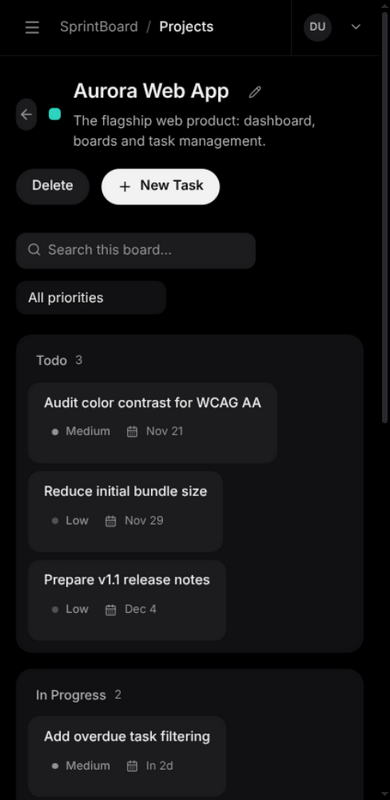 SprintBoard / Projects
DU
Aurora Web App
The flagship web product: dashboard,
boards and task management.
Delete
+ New Task
Search this board...
All priorities
Todo 3
Audit color contrast for WCAG AA
Medium Nov 21
Reduce initial bundle size
Low Nov 29
Prepare v1.1 release notes
Low Dec 4
In Progress 2
Add overdue task filtering
Medium In 2d